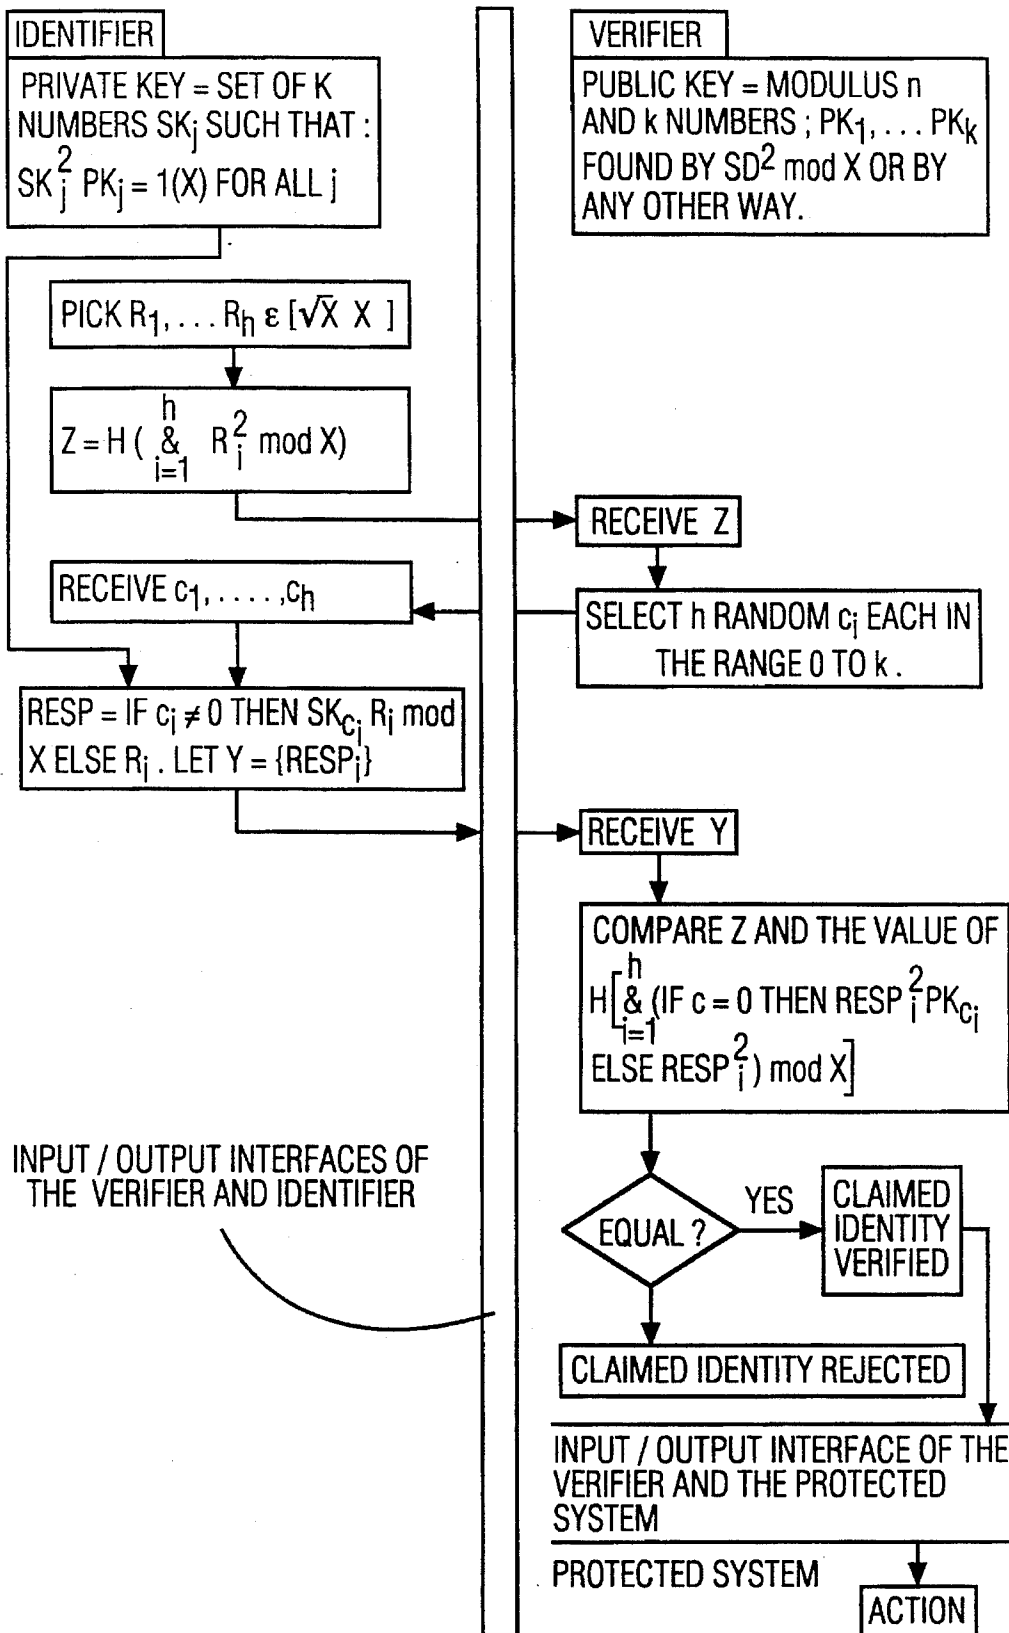 IDENTIFIER
PRIVATE KEY = SET OF K
NUMBERS SKj SUCH THAT :
SK²j PKj = 1(X) FOR ALL j
VERIFIER
PUBLIC KEY = MODULUS n
AND k NUMBERS ; PK1, ... PKk
FOUND BY SD² mod X OR BY
ANY OTHER WAY.
PICK R1, ... Rh ε [√X X ]
h
Z = H ( & R²i mod X)
i=1
RECEIVE Z
RECEIVE c1, .....,ch
SELECT h RANDOM ci EACH IN
THE RANGE 0 TO k .
RESP = IF ci ≠ 0 THEN SKci Ri mod
X ELSE Ri . LET Y = {RESPi}
RECEIVE Y
COMPARE Z AND THE VALUE OF
h
H[ & (IF c = 0 THEN RESP²i PKci
i=1
ELSE RESP²i ) mod X]
INPUT / OUTPUT INTERFACES OF
THE VERIFIER AND IDENTIFIER
EQUAL ?
YES
CLAIMED
IDENTITY
VERIFIED
CLAIMED IDENTITY REJECTED
INPUT / OUTPUT INTERFACE OF THE
VERIFIER AND THE PROTECTED
SYSTEM
PROTECTED SYSTEM
ACTION